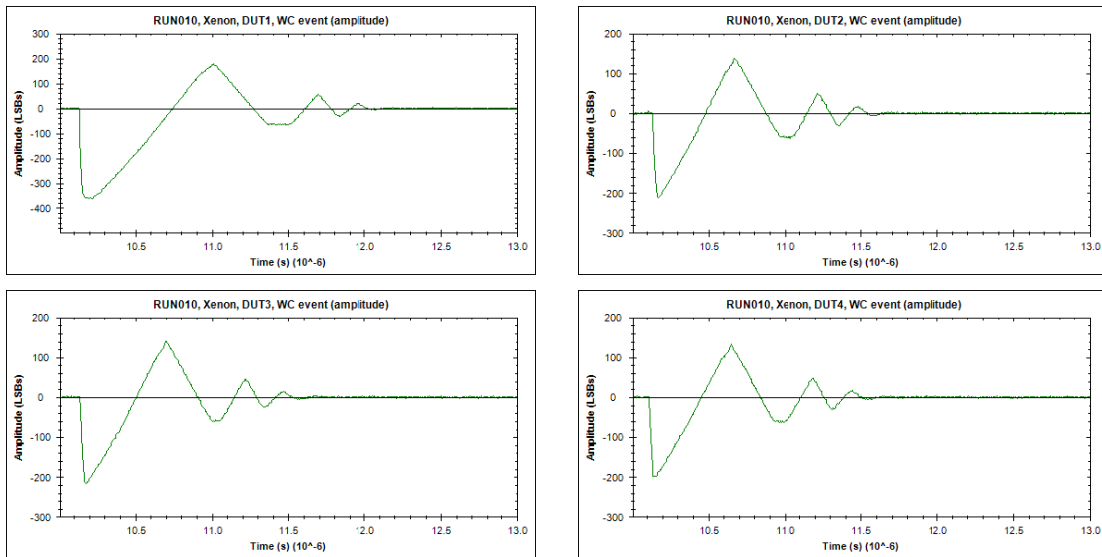 RUN010, Xenon, DUT1, WC event (amplitude)
300
200
100
0
-100
-200
-300
-400
Amplitude (LSBs)
10.5 11.0 11.5 12.0 12.5 13.0
Time (s) (10^-6)
RUN010, Xenon, DUT2, WC event (amplitude)
200
100
0
-100
-200
-300
Amplitude (LSBs)
10.5 11.0 11.5 12.0 12.5 13.0
Time (s) (10^-6)
RUN010, Xenon, DUT3, WC event (amplitude)
200
100
0
-100
-200
-300
Amplitude (LSBs)
10.5 11.0 11.5 12.0 12.5 13.0
Time (s) (10^-6)
RUN010, Xenon, DUT4, WC event (amplitude)
200
100
0
-100
-200
-300
Amplitude (LSBs)
10.5 11.0 11.5 12.0 12.5 13.0
Time (s) (10^-6)